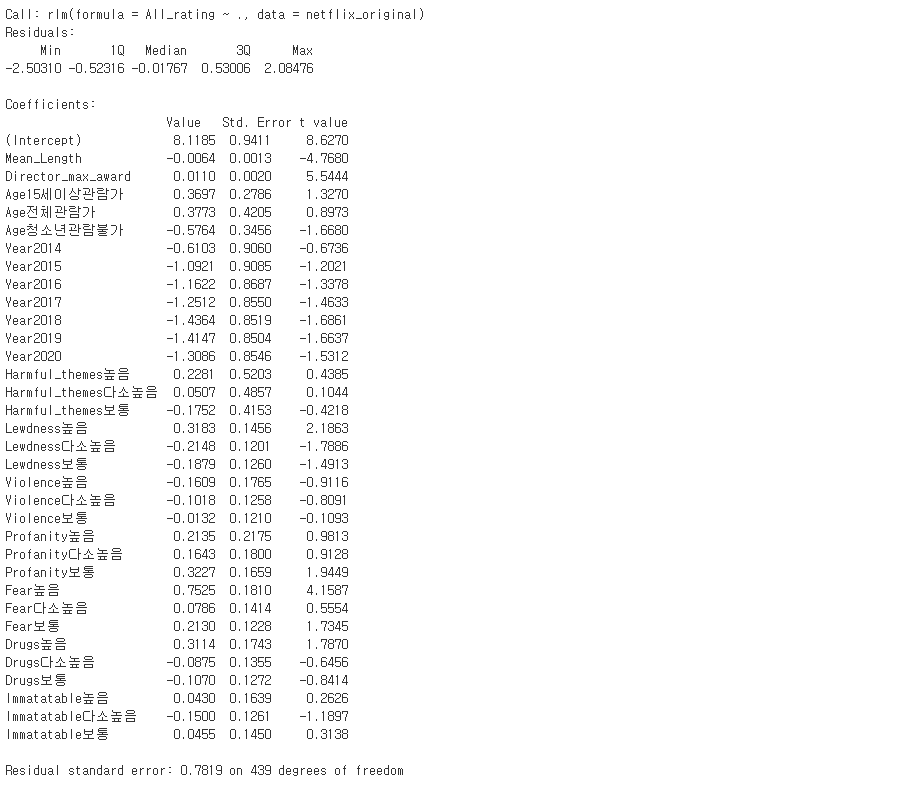 Call: rlm(formula = All_rating ~ ., data = netflix_original)
Residuals:
Min 1Q Median 3Q Max
-2.50310 -0.52316 -0.01767 0.53006 2.08476
Coefficients:
Value Std. Error t value
(Intercept) 8.1185 0.9411 8.6270
Mean_Length -0.0064 0.0013 -4.7680
Director_max_award 0.0110 0.0020 5.5444
Age15세이상관람가 0.3697 0.2786 1.3270
Age전체관람가 0.3773 0.4205 0.8973
Age청소년관람불가 -0.5764 0.3456 -1.6680
Year2014 -0.6103 0.9060 -0.6736
Year2015 -1.0921 0.9085 -1.2021
Year2016 -1.1622 0.8687 -1.3378
Year2017 -1.2512 0.8550 -1.4633
Year2018 -1.4364 0.8519 -1.6861
Year2019 -1.4147 0.8504 -1.6637
Year2020 -1.3086 0.8546 -1.5312
Harmful_themes높음 0.2281 0.5203 0.4385
Harmful_themes다소높음 0.0507 0.4857 0.1044
Harmful_themes보통 -0.1752 0.4153 -0.4218
Lewdness높음 0.3183 0.1456 2.1863
Lewdness다소높음 -0.2148 0.1201 -1.7886
Lewdness보통 -0.1879 0.1260 -1.4913
Violence높음 -0.1609 0.1765 -0.9116
Violence다소높음 -0.1018 0.1258 -0.8091
Violence보통 -0.0132 0.1210 -0.1093
Profanity높음 0.2135 0.2175 0.9813
Profanity다소높음 0.1643 0.1800 0.9128
Profanity보통 0.3227 0.1659 1.9449
Fear높음 0.7525 0.1810 4.1587
Fear다소높음 0.0786 0.1414 0.5554
Fear보통 0.2130 0.1228 1.7345
Drugs높음 0.3114 0.1743 1.7870
Drugs다소높음 -0.0875 0.1355 -0.6456
Drugs보통 -0.1070 0.1272 -0.8414
Immatatable높음 0.0430 0.1639 0.2626
Immatatable다소높음 -0.1500 0.1261 -1.1897
Immatatable보통 0.0455 0.1450 0.3138
Residual standard error: 0.7819 on 439 degrees of freedom